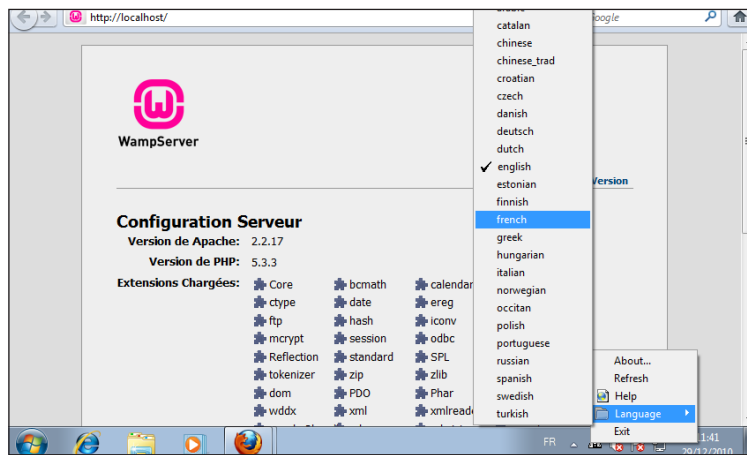 http://localhost/
oogle
WampServer
Version
Configuration Serveur
Version de Apache: 2.2.17
Version de PHP: 5.3.3
Extensions Chargées: Core bcmath calendar
ctype date ereg
ftp hash iconv
mcrypt session odbc
Reflection standard SPL
tokenizer zip zlib
dom PDO Phar
wddx xml xmlread
catalan
chinese
chinese_trad
croatian
czech
danish
deutsch
dutch
english
estonian
finnish
french
greek
hungarian
italian
norwegian
occitan
polish
portuguese
russian
spanish
swedish
turkish
About...
Refresh
Help
Language
Exit
FR
1:41
29/12/2010